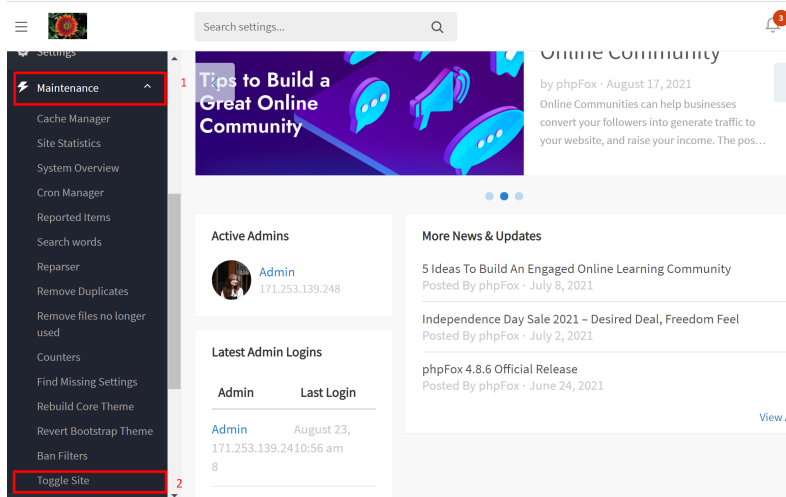 Search settings...
3
Settings
Maintenance
1
Cache Manager
Site Statistics
System Overview
Cron Manager
Reported Items
Search words
Reparser
Remove Duplicates
Remove files no longer
used
Counters
Find Missing Settings
Rebuild Core Theme
Revert Bootstrap Theme
Ban Filters
Toggle Site
2
Tips to Build a
Great Online
Community
Online Community
by phpFox · August 17, 2021
Online Communities can help businesses
convert your followers into generate traffic to
your website, and raise your income. The pos...
Active Admins
Admin
171.253.139.248
Latest Admin Logins
Admin Last Login
Admin August 23,
171.253.139.2410:56 am
8
More News & Updates
5 Ideas To Build An Engaged Online Learning Community
Posted By phpFox · July 8, 2021
Independence Day Sale 2021 – Desired Deal, Freedom Feel
Posted By phpFox · July 2, 2021
phpFox 4.8.6 Official Release
Posted By phpFox · June 24, 2021
View